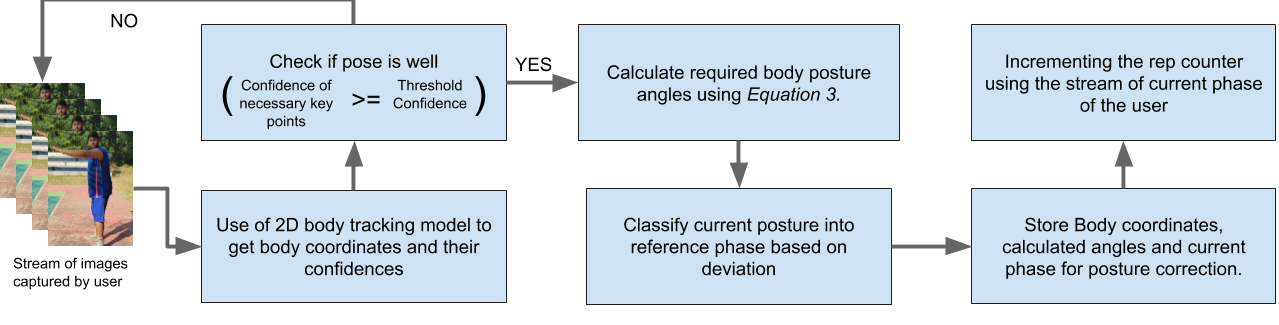 NO
Stream of images
captured by user
Use of 2D body tracking model to
get body coordinates and their
confidences
Check if pose is well
( Confidence of
necessary key
points
>=
Threshold
Confidence )
YES
Calculate required body posture
angles using Equation 3.
Classify current posture into
reference phase based on
deviation
Store Body coordinates,
calculated angles and current
phase for posture correction.
Incrementing the rep counter
using the stream of current phase
of the user